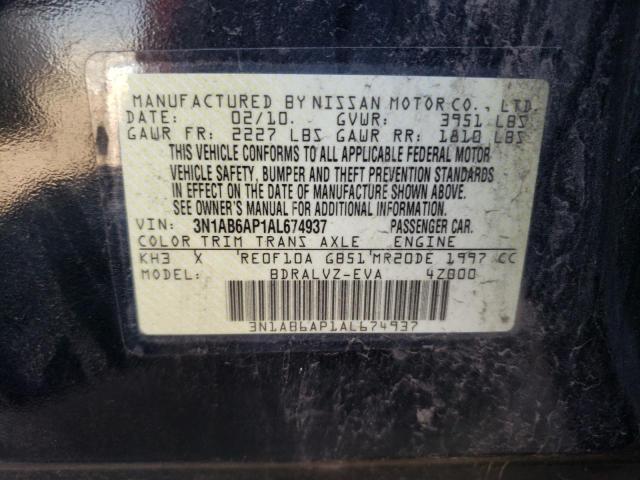 MANUFACTURED BY NISSAN MOTOR CO., LTD.
DATE: 02/10. GVWR: 3951 LBS
GAWR FR: 2227 LBS GAWR RR: 1810 LBS
THIS VEHICLE CONFORMS TO ALL APPLICABLE FEDERAL MOTOR
VEHICLE SAFETY, BUMPER AND THEFT PREVENTION STANDARDS
IN EFFECT ON THE DATE OF MANUFACTURE SHOWN ABOVE.
SEE OWNER'S MANUAL FOR ADDITIONAL INFORMATION.
VIN: 3N1AB6AP1AL674937 PASSENGER CAR.
COLOR TRIM TRANS AXLE ENGINE
KH3 X 'RE0F10A GB51'MR20DE 1997 CC
MODEL: BDRALVZ-EVA 4Z000
3N1AB6AP1AL674937